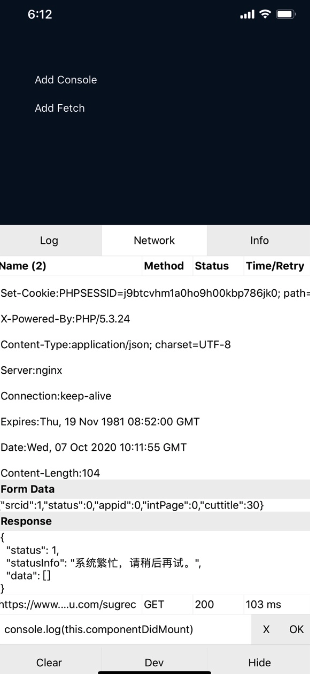 6:12
Add Console
Add Fetch
Log Network Info
Name (2) Method Status Time/Retry
Set-Cookie:PHPSESSID=j9btcvhm1a0ho9h00kbp786jk0; path=
X-Powered-By:PHP/5.3.24
Content-Type:application/json; charset=UTF-8
Server:nginx
Connection:keep-alive
Expires:Thu, 19 Nov 1981 08:52:00 GMT
Date:Wed, 07 Oct 2020 10:11:55 GMT
Content-Length:104
Form Data
{"srcid":1,"status":0,"appid":0,"intPage":0,"cuttitle":30}
Response
{
"status": 1,
"statusInfo": "系统繁忙，请稍后再试。",
"data": []
}
https://www....u.com/sugrec GET 200 103 ms
console.log(this.componentDidMount) X OK
Clear Dev Hide